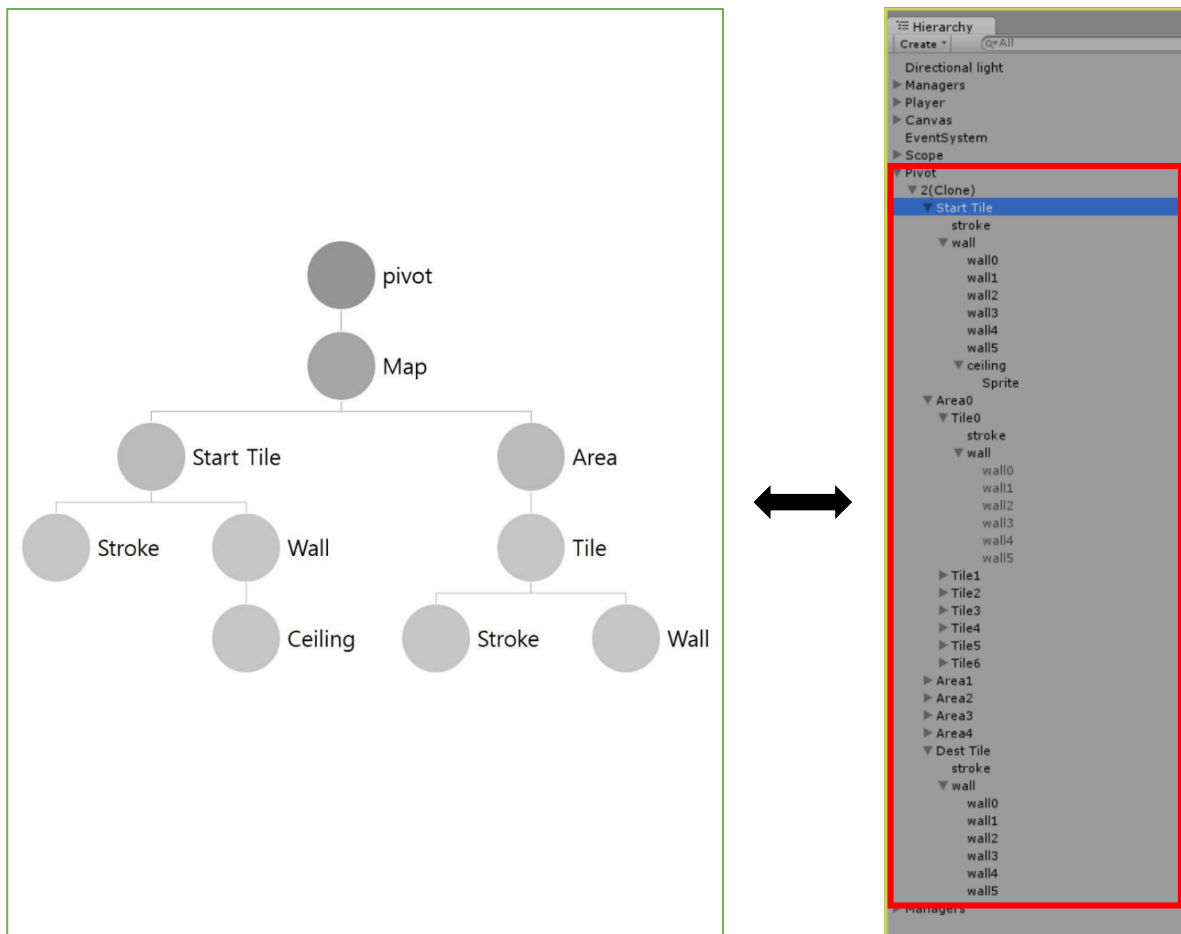 pivot
Map
Start Tile
Area
Stroke
Wall
Tile
Ceiling
Stroke
Wall
Hierarchy
Create
All
Directional light
Managers
Player
Canvas
EventSystem
Scope
Pivot
2(Clone)
Start Tile
stroke
wall
wall0
wall1
wall2
wall3
wall4
wall5
ceiling
Sprite
Area0
Tile0
stroke
wall
wall0
wall1
wall2
wall3
wall4
wall5
Tile1
Tile2
Tile3
Tile4
Tile5
Tile6
Area1
Area2
Area3
Area4
Dest Tile
stroke
wall
wall0
wall1
wall2
wall3
wall4
wall5
Managers